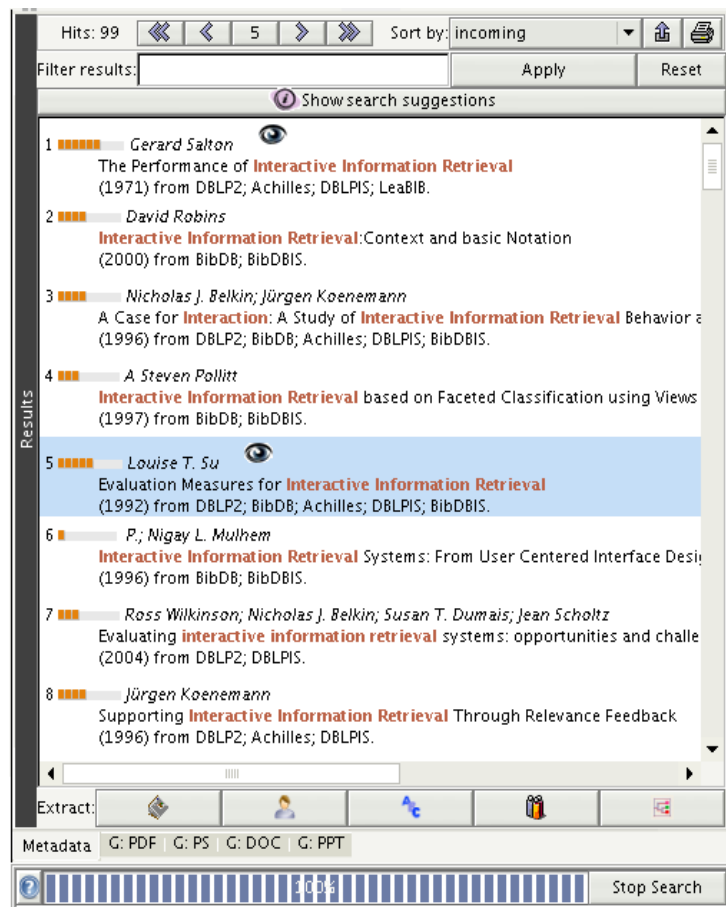 Hits: 99 5 Sort by: incoming
Filter results: Apply Reset
Show search suggestions
1 Gerard Salton
The Performance of Interactive Information Retrieval
(1971) from DBLP2; Achilles; DBLPIS; LeaBIB.
2 David Robins
Interactive Information Retrieval:Context and basic Notation
(2000) from BibDB; BibDBIS.
3 Nicholas J. Belkin; Jürgen Koenemann
A Case for Interaction: A Study of Interactive Information Retrieval Behavior a
(1996) from DBLP2; BibDB; Achilles; DBLPIS; BibDBIS.
4 A Steven Pollitt
Interactive Information Retrieval based on Faceted Classification using Views
(1997) from BibDB; BibDBIS.
Results
5 Louise T. Su
Evaluation Measures for Interactive Information Retrieval
(1992) from DBLP2; BibDB; Achilles; DBLPIS; BibDBIS.
6 P.; Nigay L. Mulhem
Interactive Information Retrieval Systems: From User Centered Interface Desig
(1996) from BibDB; BibDBIS.
7 Ross Wilkinson; Nicholas J. Belkin; Susan T. Dumais; Jean Scholtz
Evaluating interactive information retrieval systems: opportunities and challe
(2004) from DBLP2; DBLPIS.
8 Jürgen Koenemann
Supporting Interactive Information Retrieval Through Relevance Feedback
(1996) from DBLP2; Achilles; DBLPIS.
Extract: A B C
Metadata G: PDF G: PS G: DOC G: PPT
? 100% Stop Search